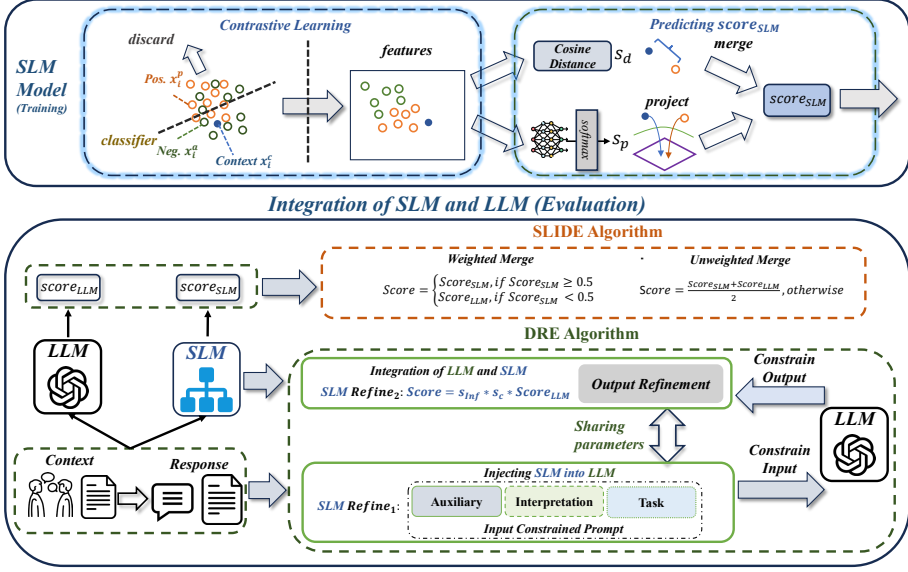 Contrastive Learning
Predicting score_SLM
discard
features
Cosine
Distance
S_d
merge
SLM
Model
(Training)
Pos. x_i^p
score_SLM
project
classifier
Neg. x_i^a
Context x_i^c
softmax
S_p
Integration of SLM and LLM (Evaluation)
SLIDE Algorithm
Weighted Merge
. Unweighted Merge
score_LLM
score_SLM
Score = { Score_SLM, if Score_SLM ≥ 0.5
Score_LLM, if Score_SLM < 0.5
Score = (Score_SLM+Score_LLM)/2, otherwise
DRE Algorithm
LLM
SLM
Integration of LLM and SLM
SLM Refine_2: Score = s_Inf * s_c * Score_LLM
Output Refinement
Constrain
Output
LLM
Sharing
parameters
Constrain
Input
Context
Response
Injecting SLM into LLM
SLM Refine_1:
Auxiliary
Interpretation
Task
Input Constrained Prompt